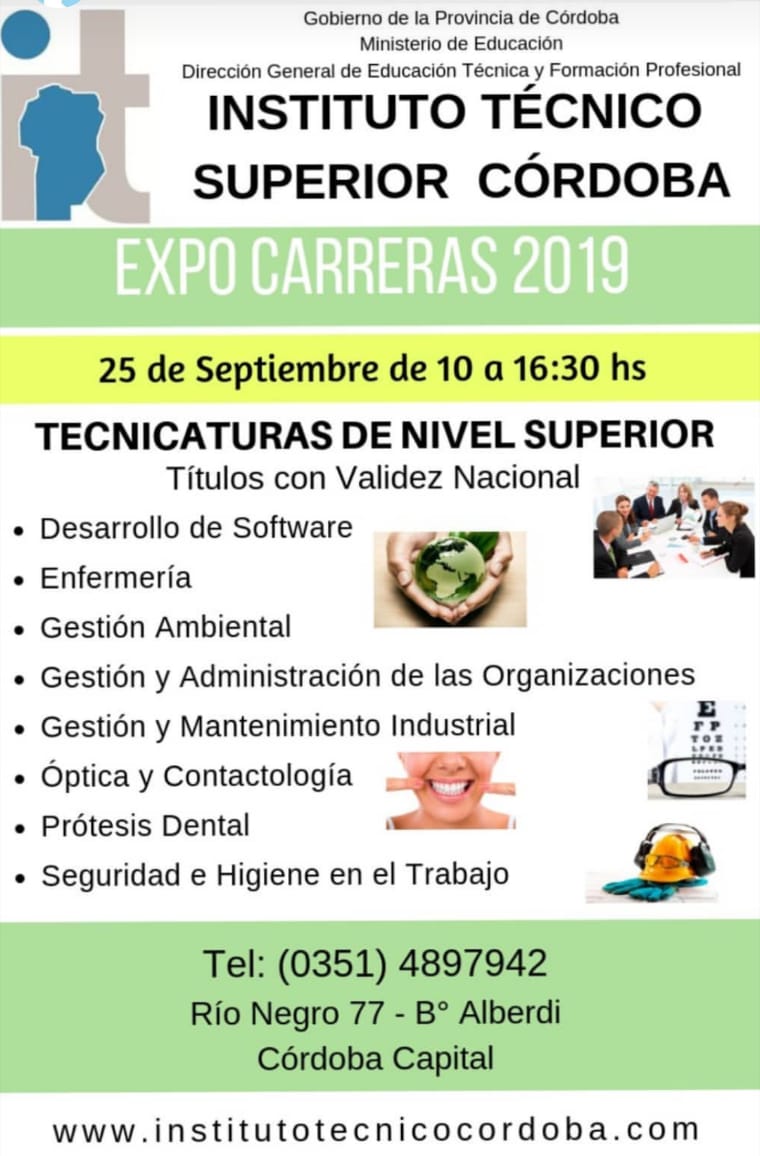 Gobierno de la Provincia de Córdoba
Ministerio de Educación
Dirección General de Educación Técnica y Formación Profesional
INSTITUTO TÉCNICO
SUPERIOR CÓRDOBA
it
EXPO CARRERAS 2019
25 de Septiembre de 10 a 16:30 hs
TECNICATURAS DE NIVEL SUPERIOR
Títulos con Validez Nacional
• Desarrollo de Software
• Enfermería
• Gestión Ambiental
• Gestión y Administración de las Organizaciones
• Gestión y Mantenimiento Industrial
• Óptica y Contactología
• Prótesis Dental
• Seguridad e Higiene en el Trabajo
E
F P
T O Z
L P E D
Tel: (0351) 4897942
Río Negro 77 - B° Alberdi
Córdoba Capital
www.institutotecnicocordoba.com